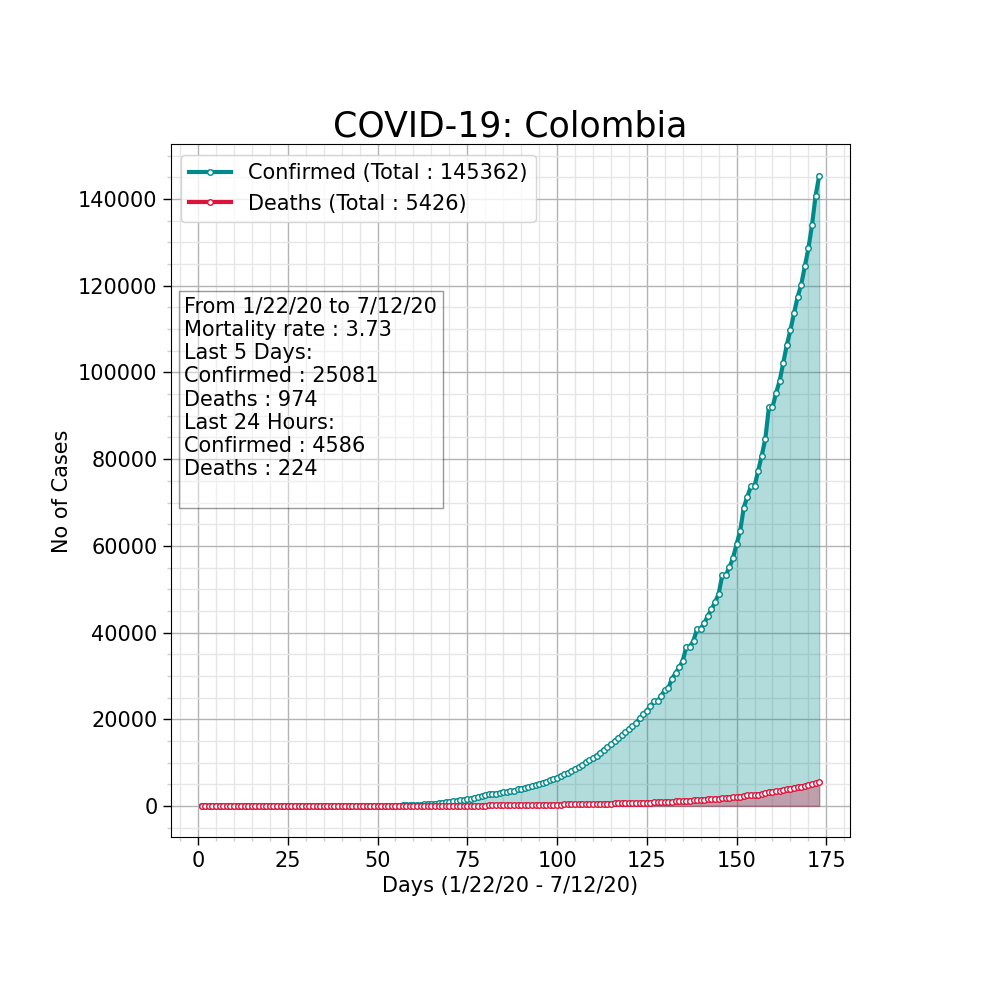 COVID-19: Colombia
Confirmed (Total : 145362)
Deaths (Total : 5426)
From 1/22/20 to 7/12/20
Mortality rate : 3.73
Last 5 Days:
Confirmed : 25081
Deaths : 974
Last 24 Hours:
Confirmed : 4586
Deaths : 224
No of Cases
140000
120000
100000
80000
60000
40000
20000
0
0 25 50 75 100 125 150 175
Days (1/22/20 - 7/12/20)